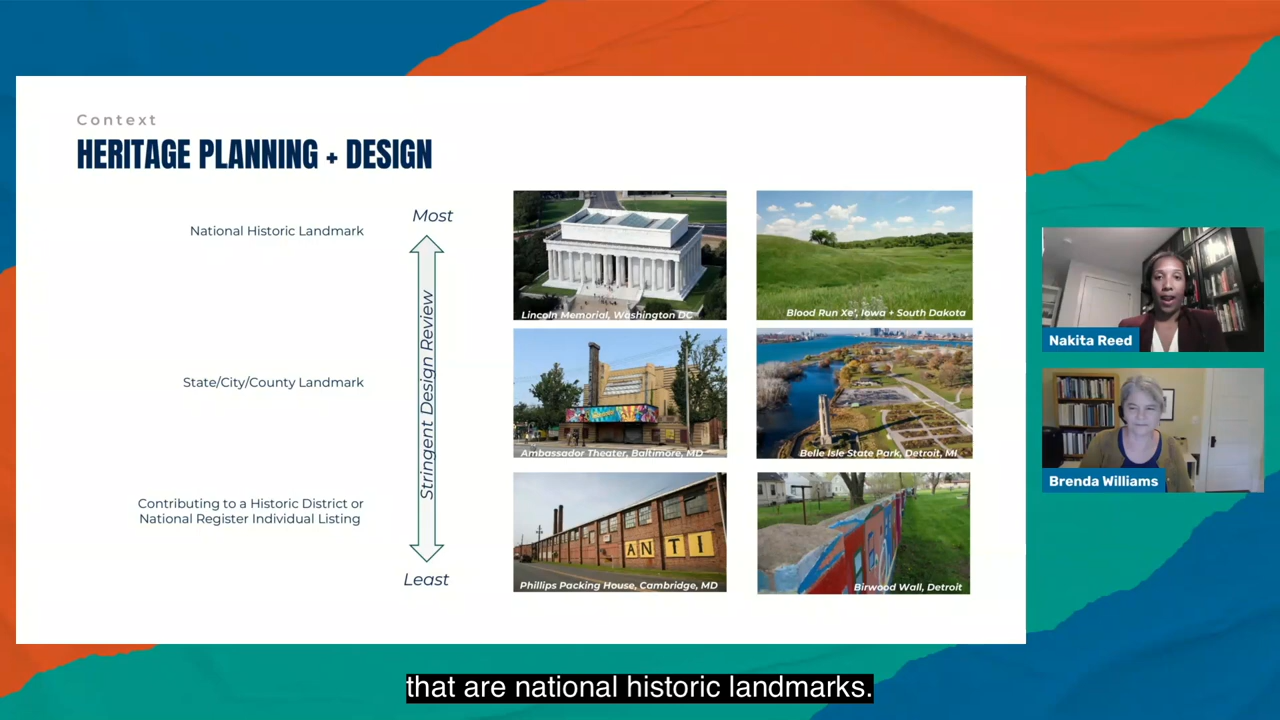 Context
HERITAGE PLANNING + DESIGN
Most
National Historic Landmark
State/City/County Landmark
Contributing to a Historic District or
National Register Individual Listing
Stringent Design Review
Least
Lincoln Memorial, Washington DC
Blood Run Xe', Iowa + South Dakota
Ambassador Theater, Baltimore, MD
Belle Isle State Park, Detroit, MI
ANTI
Phillips Packing House, Cambridge, MD
Birwood Wall, Detroit
Nakita Reed
Brenda Williams
that are national historic landmarks.